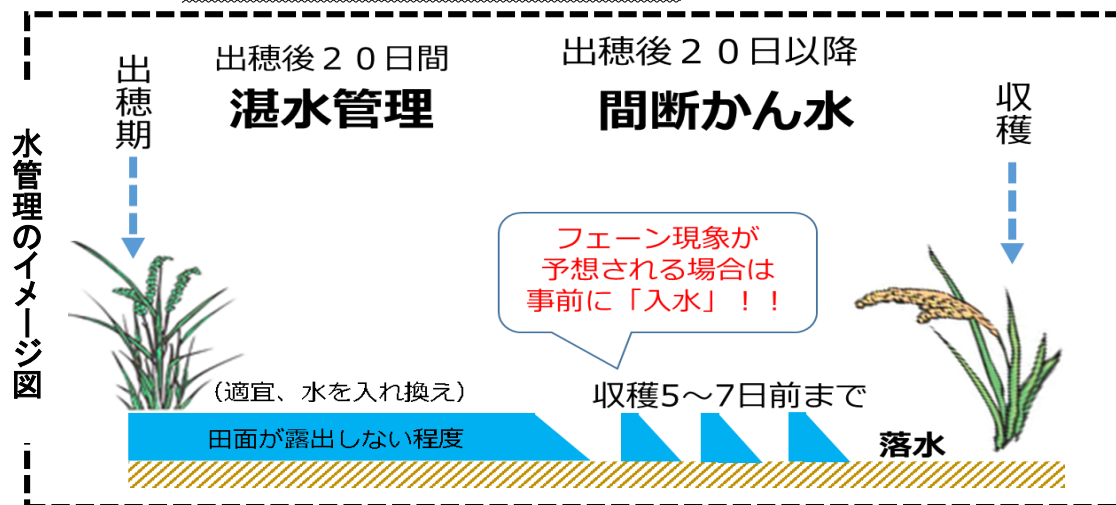 水管理のイメージ図
出穂期
出穂後２０日間
湛水管理
出穂後２０日以降
間断かん水
収穫
フェーン現象が
予想される場合は
事前に「入水」！！
（適宜、水を入れ換え）
収穫5～7日前まで
田面が露出しない程度
落水